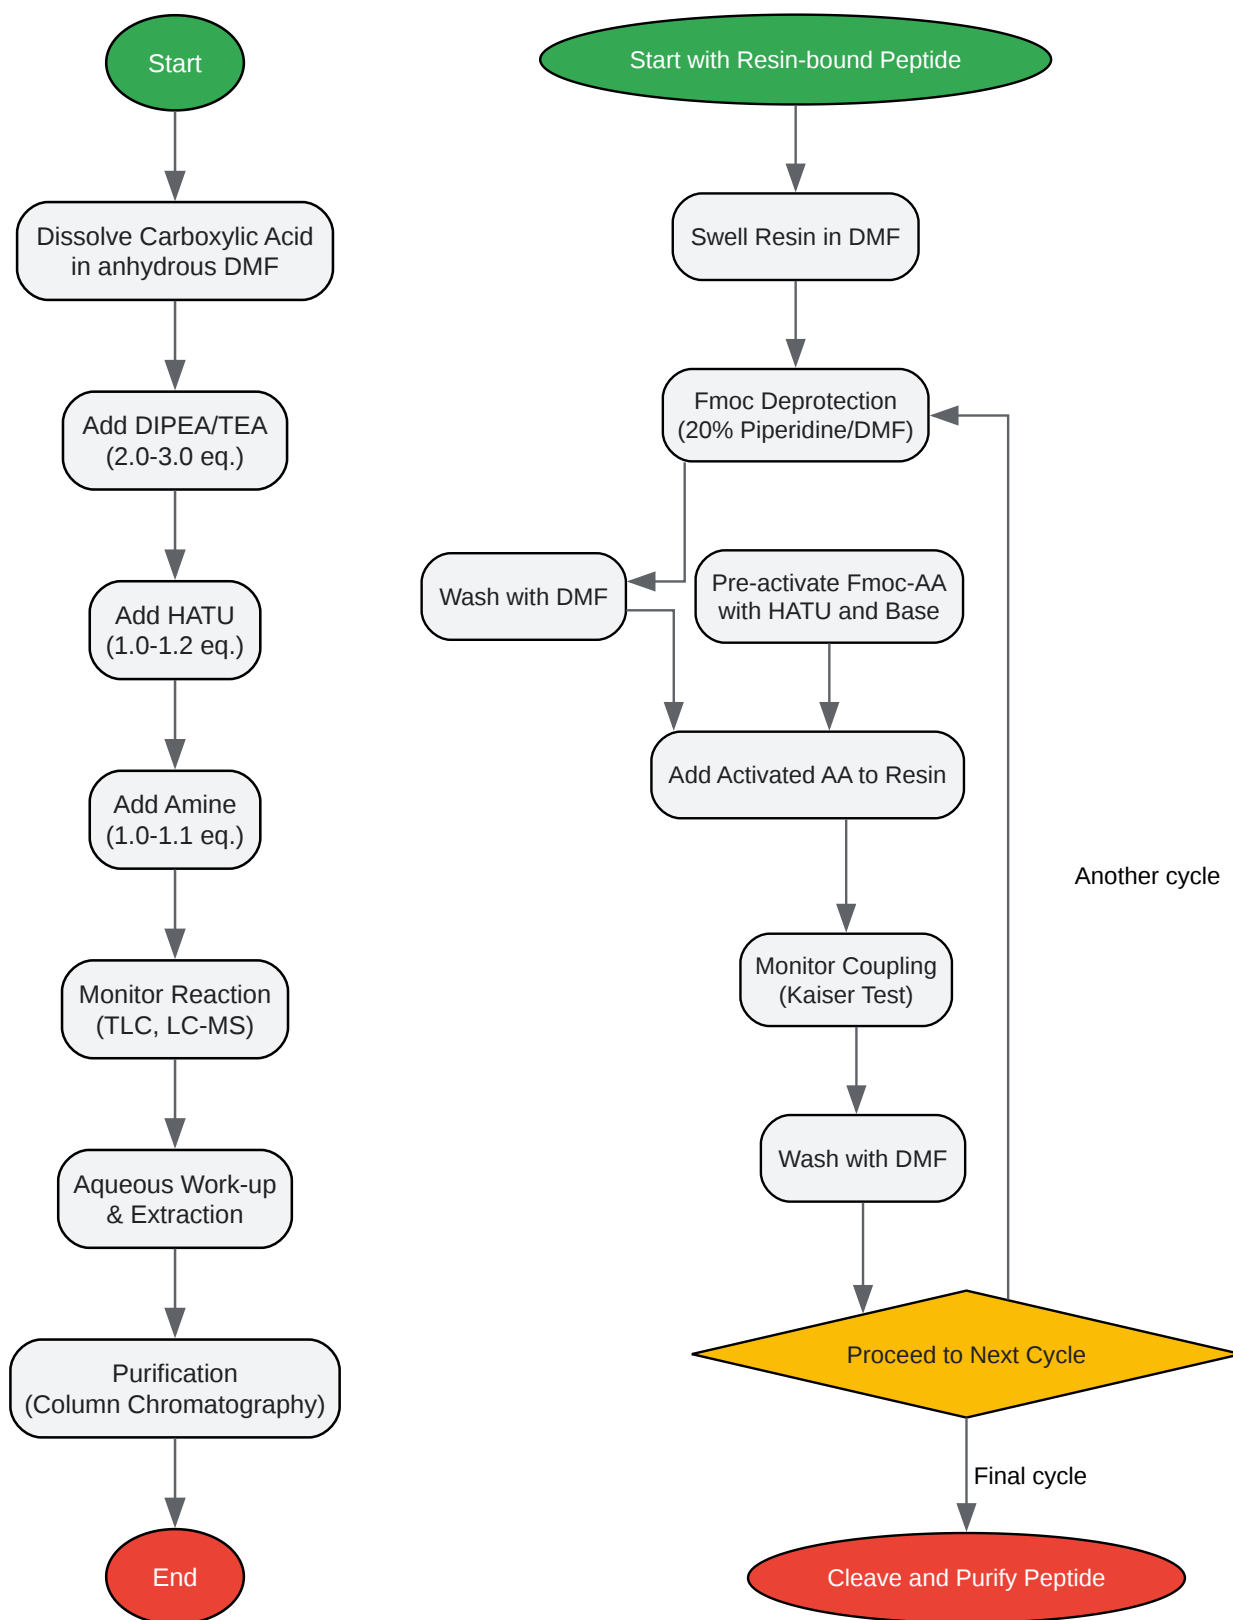 Start
Dissolve Carboxylic Acid
in anhydrous DMF
Add DIPEA/TEA
(2.0-3.0 eq.)
Add HATU
(1.0-1.2 eq.)
Add Amine
(1.0-1.1 eq.)
Monitor Reaction
(TLC, LC-MS)
Aqueous Work-up
& Extraction
Purification
(Column Chromatography)
End
Start with Resin-bound Peptide
Swell Resin in DMF
Fmoc Deprotection
(20% Piperidine/DMF)
Wash with DMF
Pre-activate Fmoc-AA
with HATU and Base
Add Activated AA to Resin
Another cycle
Monitor Coupling
(Kaiser Test)
Wash with DMF
Proceed to Next Cycle
Final cycle
Cleave and Purify Peptide